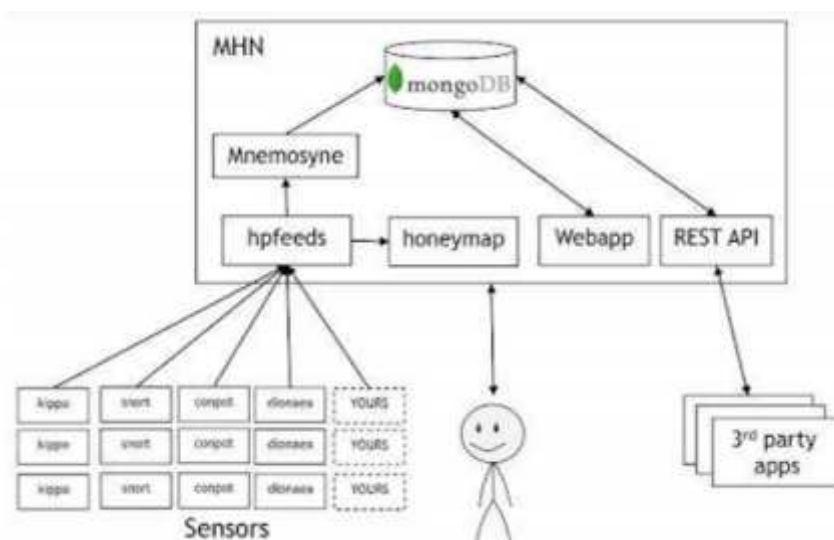 MHN
mongoDB
Mnemosyne
hpfeeds
honeymap
Webapp
REST API
kippo snort conpot dionaea YOURS
kippo snort conpot dionaea YOURS
kippo snort conpot dionaea YOURS
Sensors
3rd party
apps